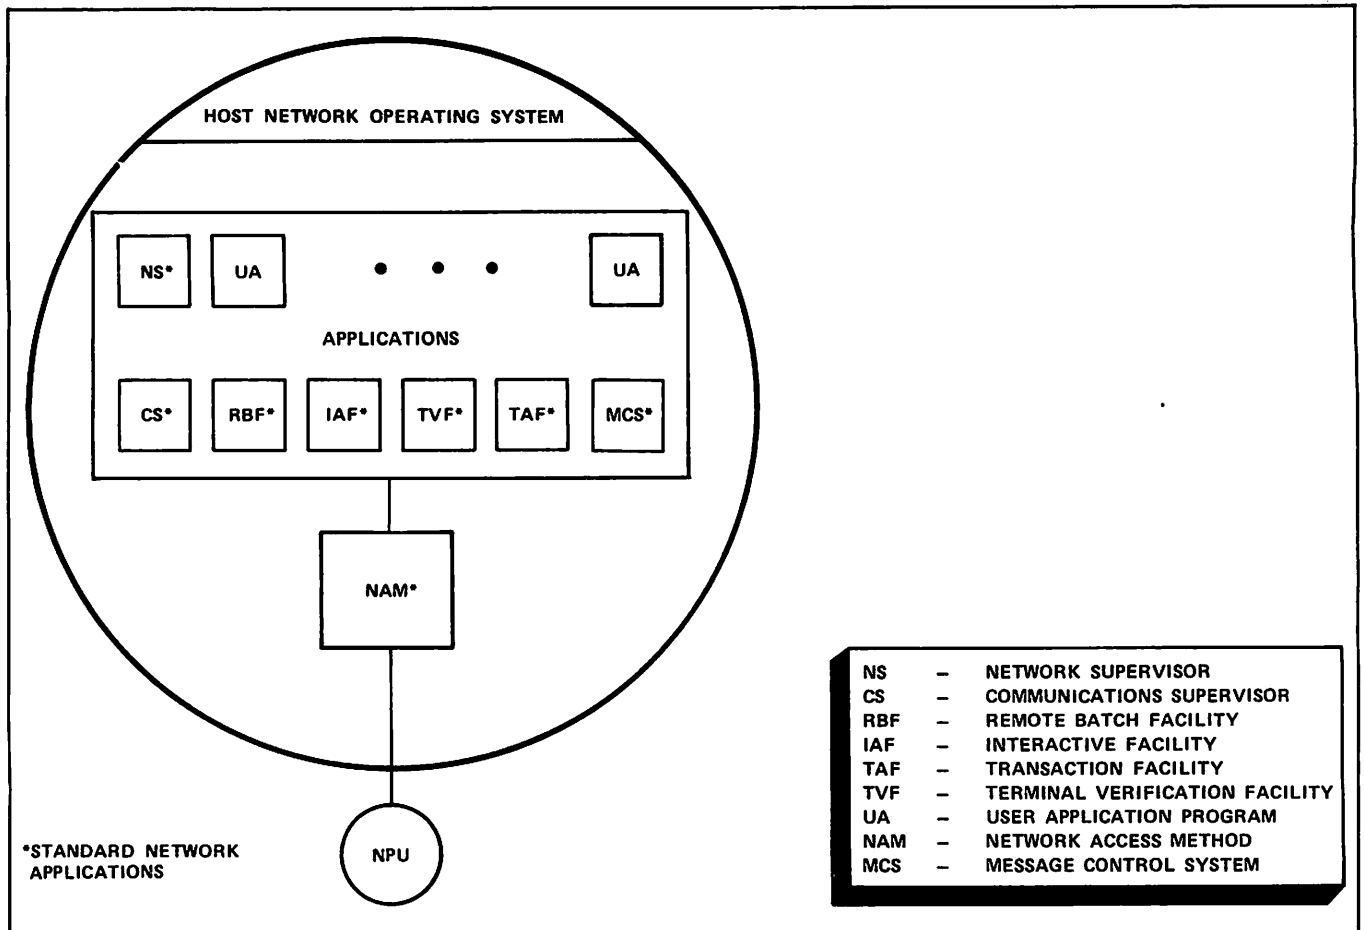 HOST NETWORK OPERATING SYSTEM
NS* UA UA
APPLICATIONS
CS* RBF* IAF* TVF* TAF* MCS*
NAM*
NPU
*STANDARD NETWORK
APPLICATIONS
NS – NETWORK SUPERVISOR
CS – COMMUNICATIONS SUPERVISOR
RBF – REMOTE BATCH FACILITY
IAF – INTERACTIVE FACILITY
TAF – TRANSACTION FACILITY
TVF – TERMINAL VERIFICATION FACILITY
UA – USER APPLICATION PROGRAM
NAM – NETWORK ACCESS METHOD
MCS – MESSAGE CONTROL SYSTEM